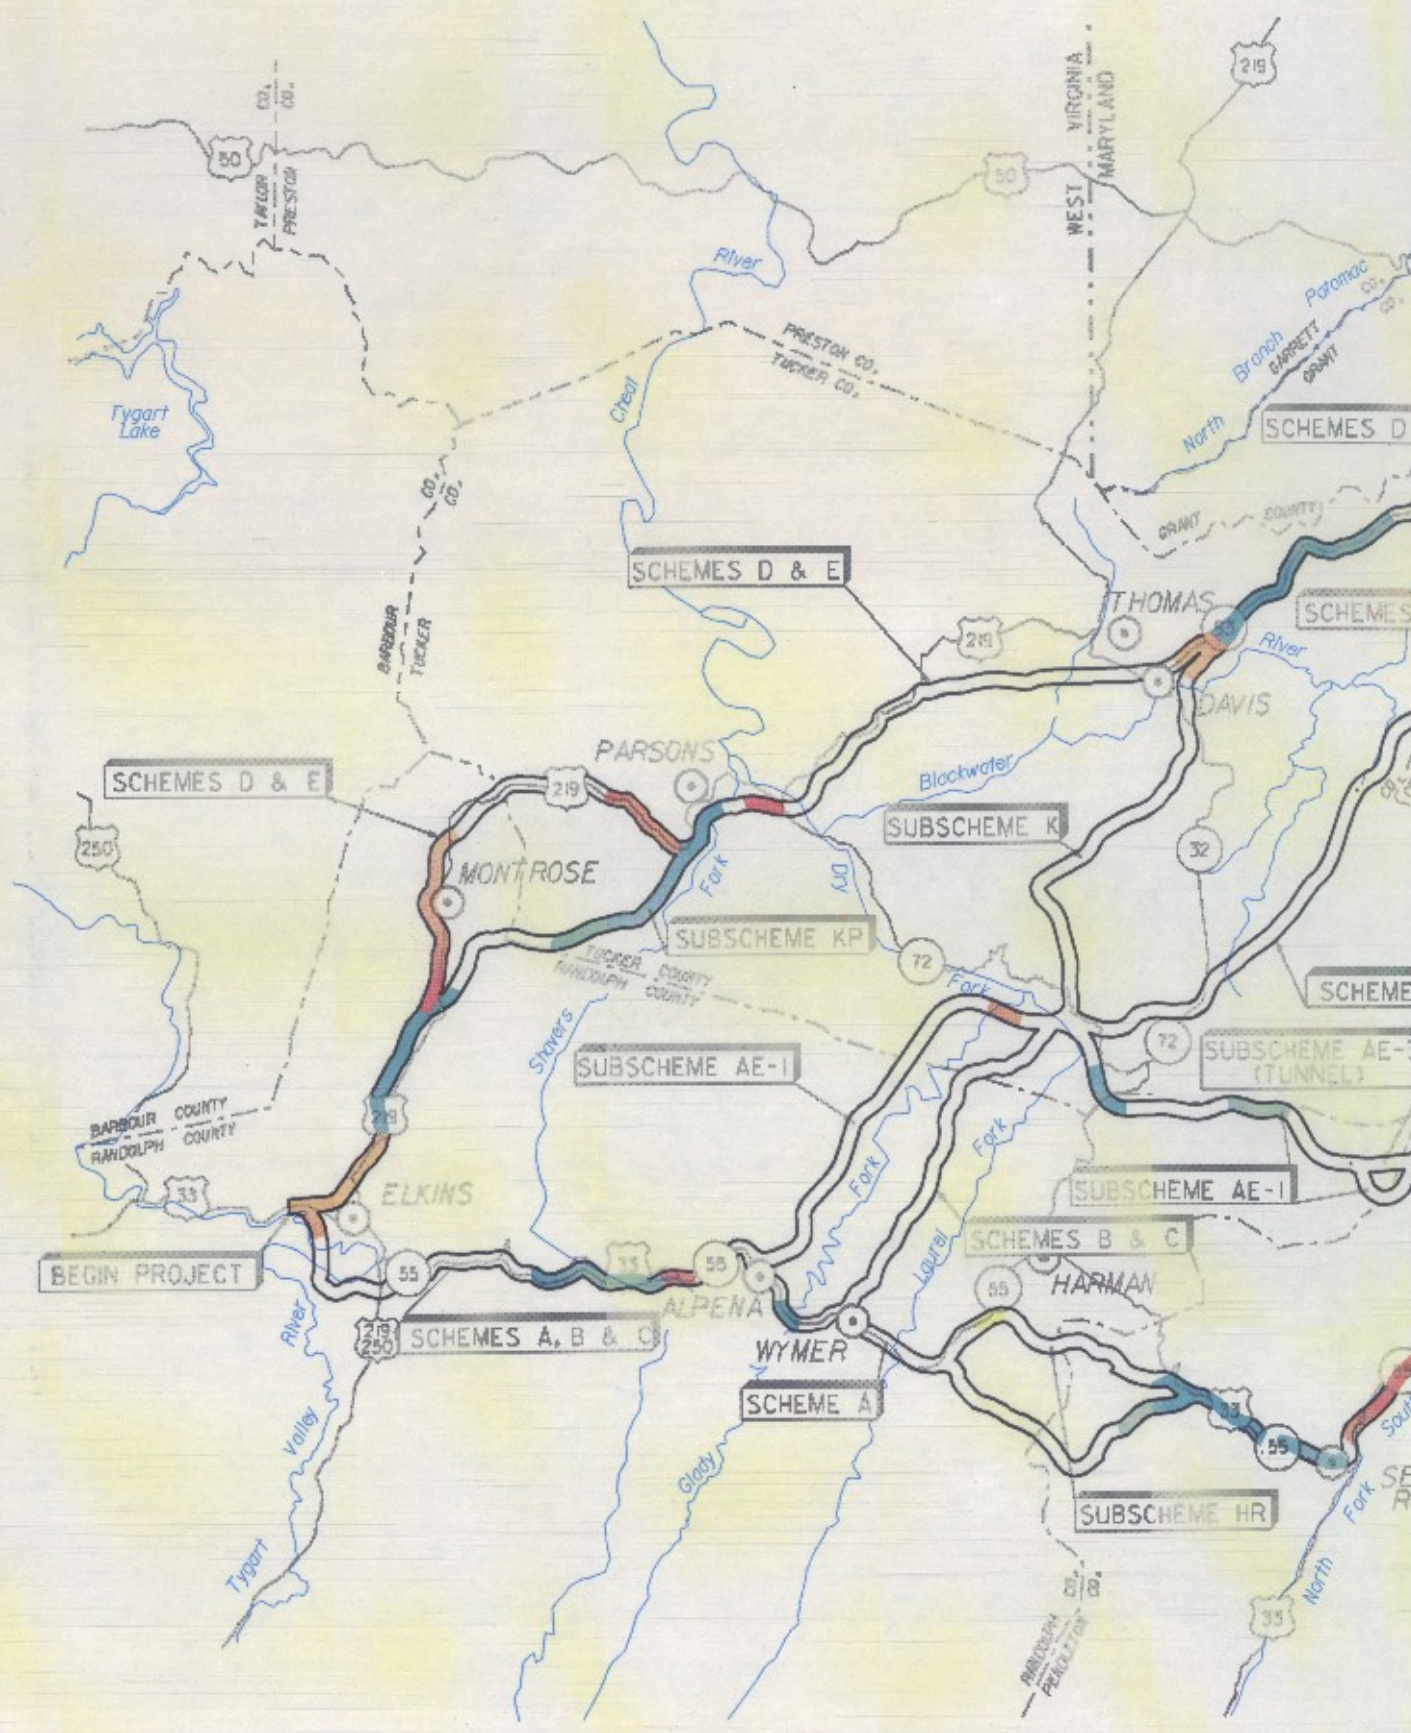 219
WEST VIRGINIA
MARYLAND
CO.
CO.
50
TAYLOR
PRESTON
50
River
Potomac
CO.
CO.
Branch
GARRETT
GRANT
North
PRESTON CO.
TUCKER CO.
Cheat
Tygart
Lake
SCHEMES D
CO.
CO.
GRANT COUNTY
SCHEMES D & E
THOMAS
SCHEMES
BARBOUR
TUCKER
219
River
DAVIS
PARSONS
SCHEMES D & E
219
Blackwater
SUBSCHEME K
250
32
MONTROSE
Fork
Dry
SUBSCHEME KP
72
TUCKER COUNTY
RANDOLPH COUNTY
Fork
SCHEME
Shavers
SUBSCHEME AE-1
72
SUBSCHEME AE-
(TUNNEL)
219
BARBOUR COUNTY
RANDOLPH COUNTY
Fork
Fork
33
ELKINS
SUBSCHEME AE-1
SCHEMES B & C
BEGIN PROJECT
55
33
55
Laurel
55
HARMAN
ALPENA
River
219
250
SCHEMES A, B & C
WYMER
SCHEME A
33
55
Valley
Glady
Fork
SUBSCHEME HR
Tygart
North
CO.
CO.
33
RANDOLPH
PENDLETON